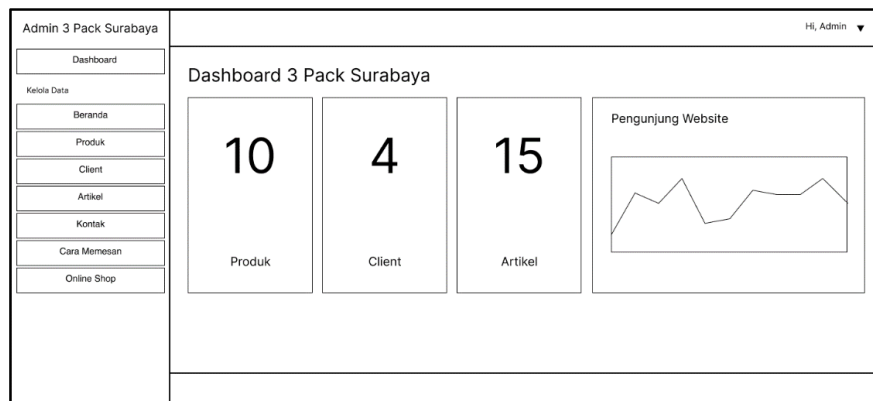 Admin 3 Pack Surabaya
Dashboard
Kelola Data
Beranda
Produk
Client
Artikel
Kontak
Cara Memesan
Online Shop
Hi, Admin
Dashboard 3 Pack Surabaya
10
Produk
4
Client
15
Artikel
Pengunjung Website